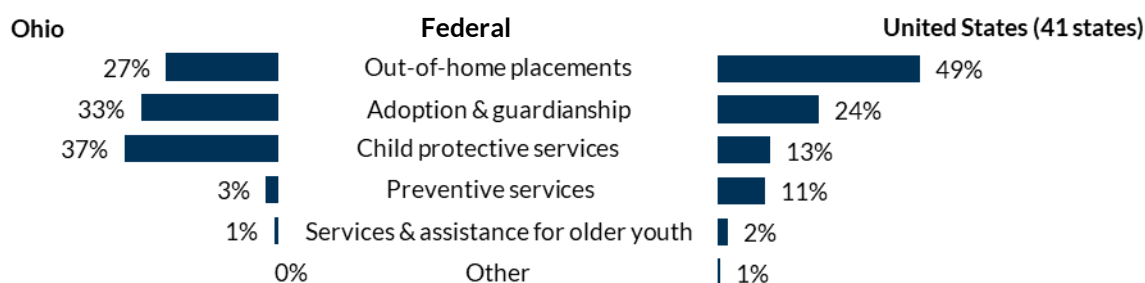 Ohio Federal United States (41 states)
27% Out-of-home placements 49%
33% Adoption & guardianship 24%
37% Child protective services 13%
3% Preventive services 11%
1% Services & assistance for older youth 2%
0% Other 1%